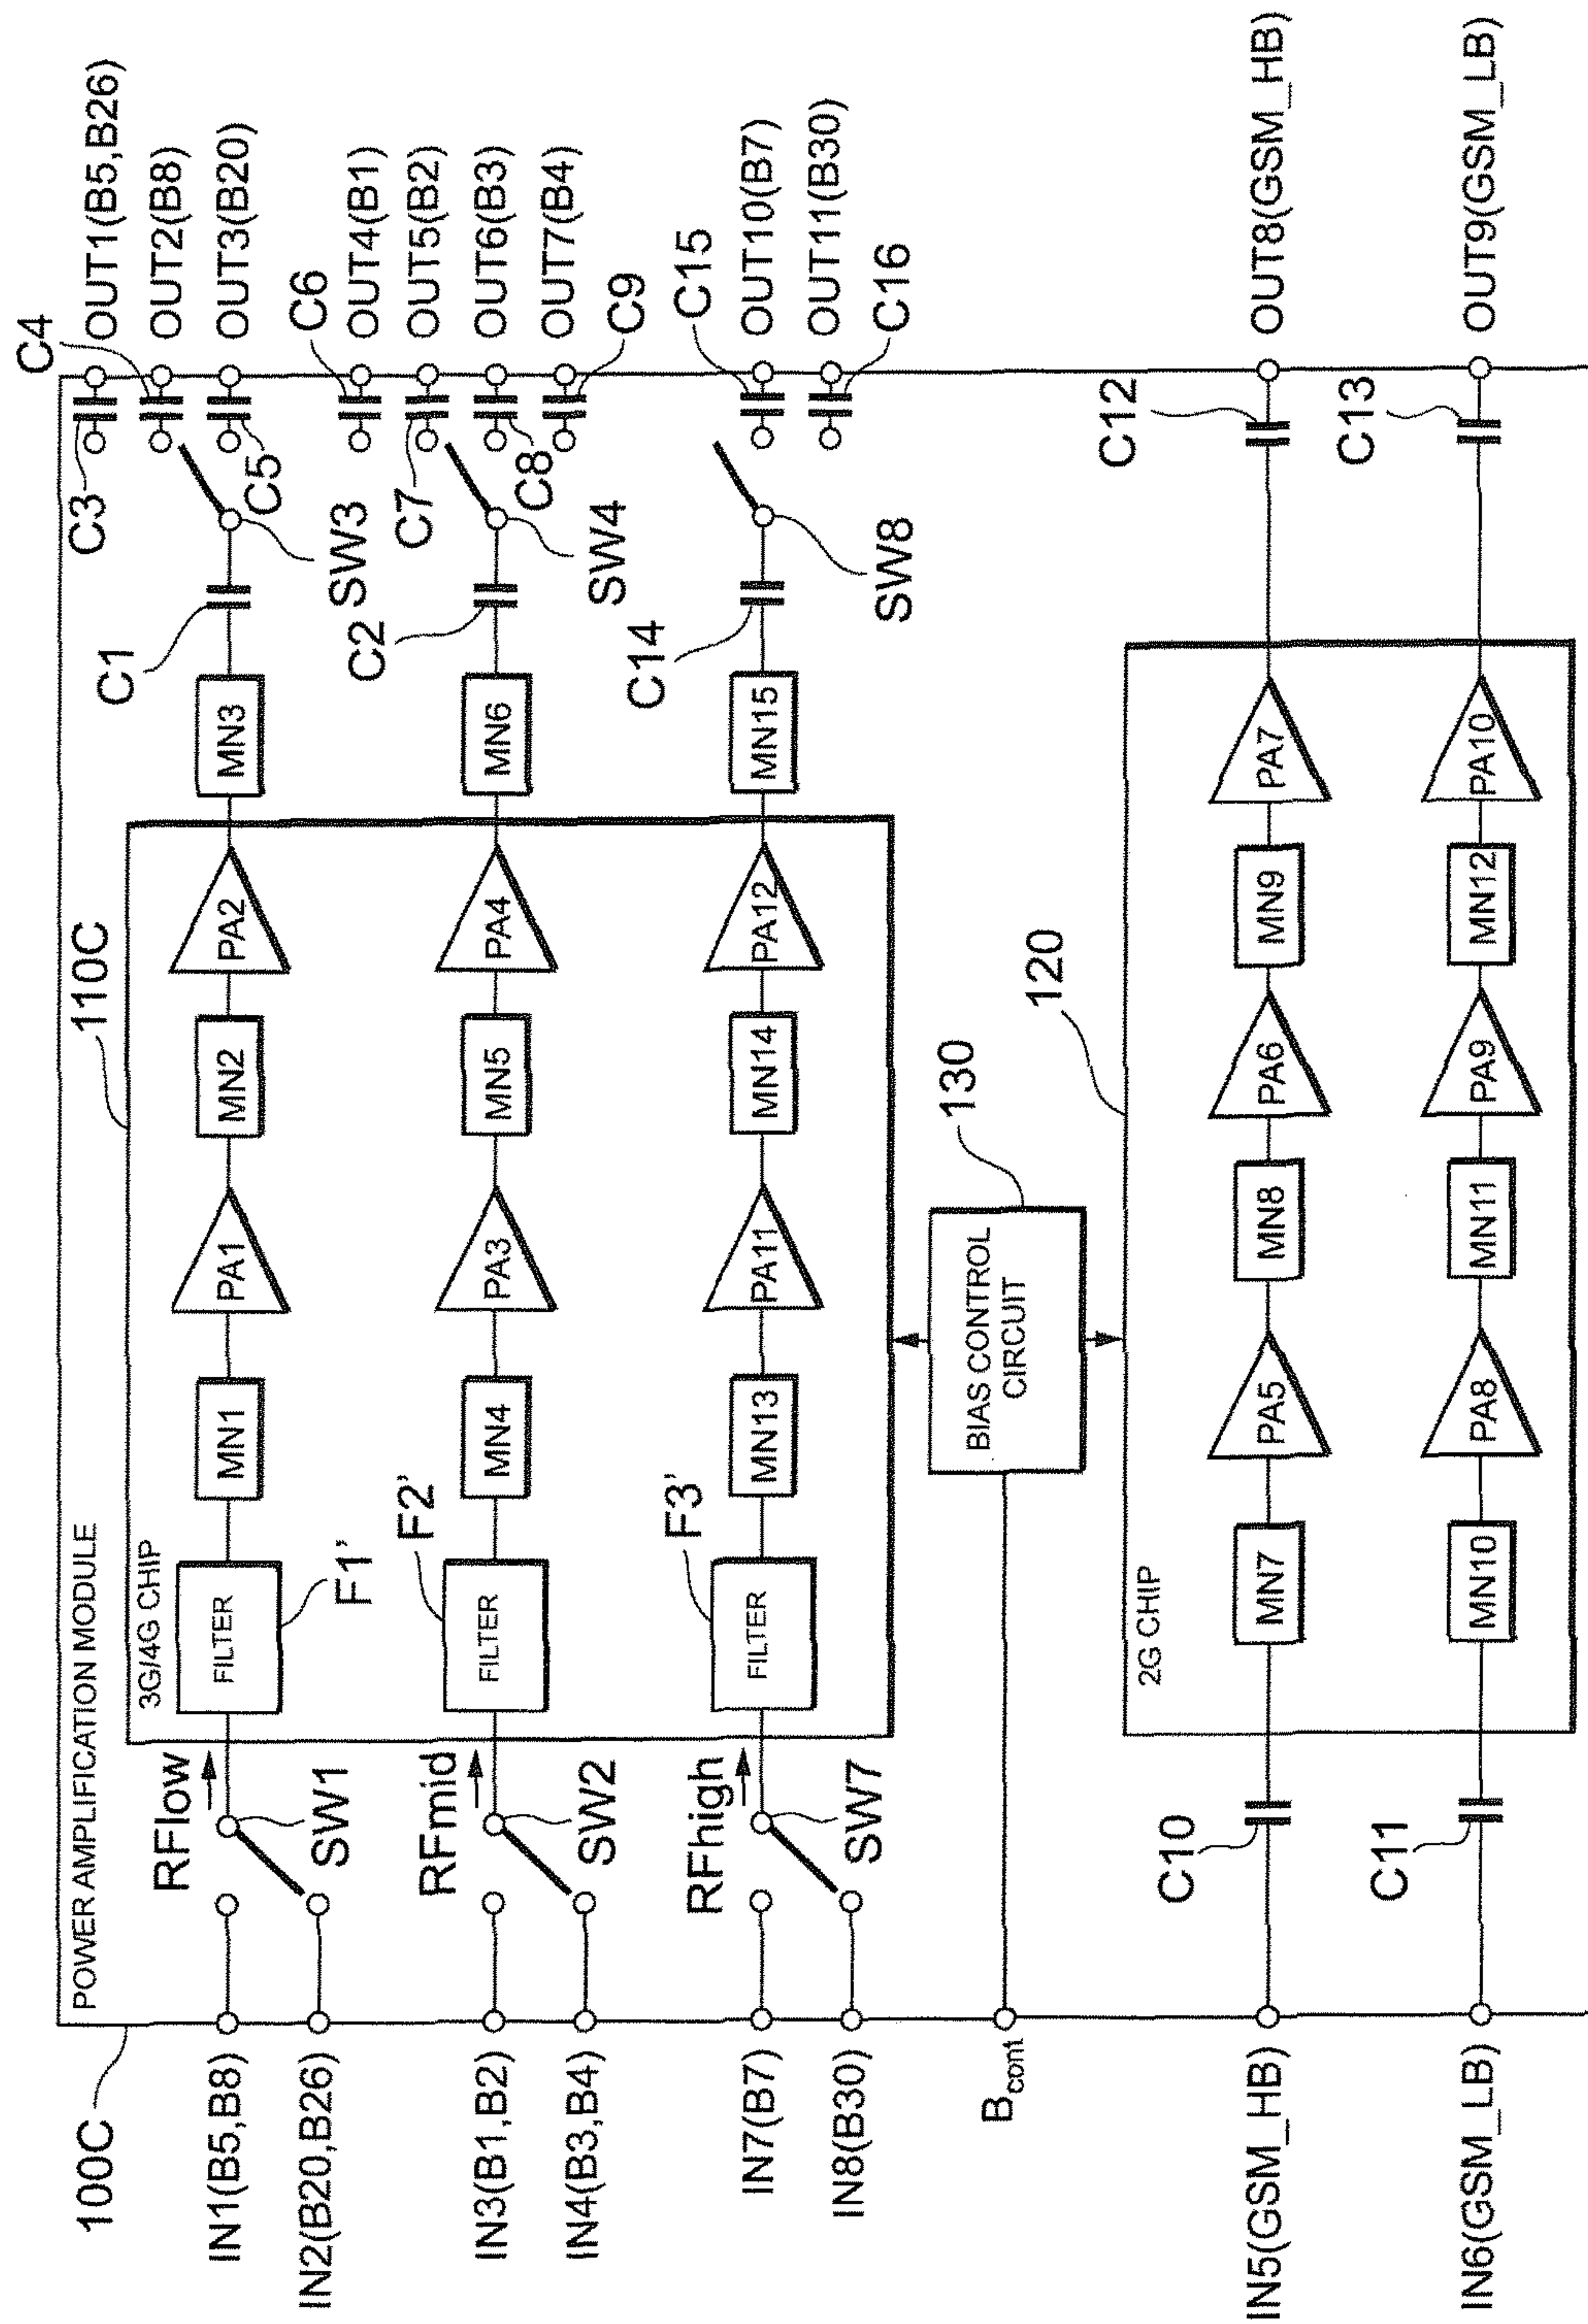 100C
POWER AMPLIFICATION MODULE
110C
3G/4G CHIP
IN1(B5,B8)
IN2(B20,B26)
RFlow
SW1
FILTER
F1'
MN1
PA1
MN2
PA2
MN3
C1
SW3
C3
C4
C5
OUT1(B5,B26)
OUT2(B8)
OUT3(B20)
IN3(B1,B2)
IN4(B3,B4)
RFmid
SW2
FILTER
F2'
MN4
PA3
MN5
PA4
MN6
C2
SW4
C6
C7
C8
C9
OUT4(B1)
OUT5(B2)
OUT6(B3)
OUT7(B4)
IN7(B7)
IN8(B30)
RFhigh
SW7
FILTER
F3'
MN13
PA11
MN14
PA12
MN15
C14
SW8
C15
C16
OUT10(B7)
OUT11(B30)
Bcont
BIAS CONTROL
CIRCUIT
130
120
2G CHIP
IN5(GSM_HB)
C10
MN7
PA5
MN8
PA6
MN9
PA7
C12
OUT8(GSM_HB)
IN6(GSM_LB)
C11
MN10
PA8
MN11
PA9
MN12
PA10
C13
OUT9(GSM_LB)